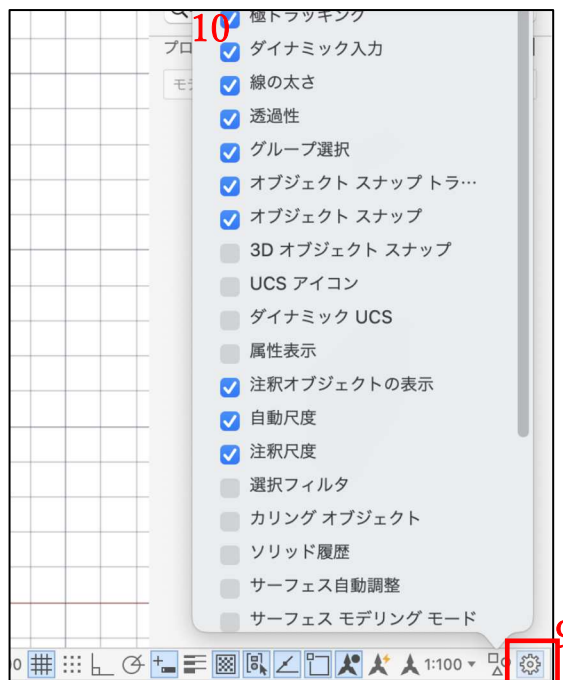 10
極トラッキング
プロ
ダイナミック入力
モデ
線の太さ
透過性
グループ選択
オブジェクト スナップトラ…
オブジェクト スナップ
3D オブジェクト スナップ
UCS アイコン
ダイナミック UCS
属性表示
注釈オブジェクトの表示
自動尺度
注釈尺度
選択フィルタ
カリング オブジェクト
ソリッド履歴
サーフェス自動調整
サーフェス モデリング モード
1:100